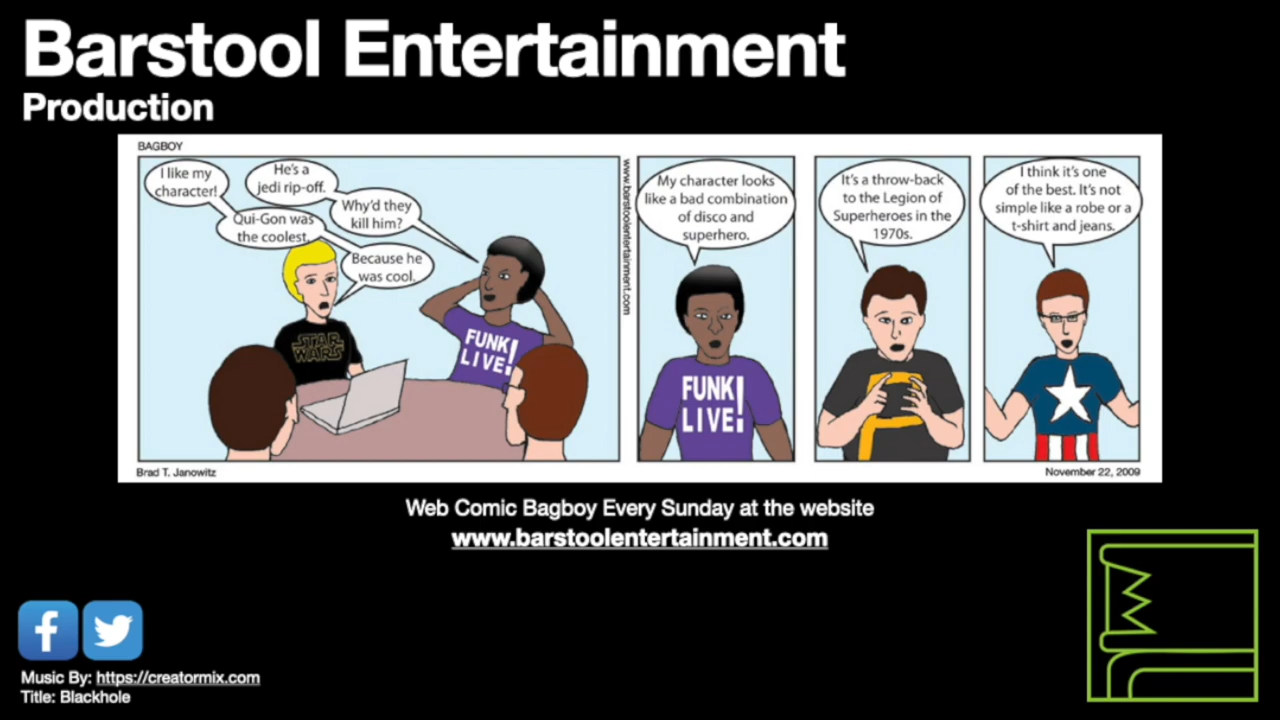 Barstool Entertainment
Production
BAGBOY
I like my
character!
He's a
jedi rip-off.
Qui-Gon was
the coolest.
Why'd they
kill him?
Because he
was cool.
STAR
WARS
FUNK
LIVE!
www.barstoolentertainment.com
My character looks
like a bad combination
of disco and
superhero.
FUNK
LIVE!
It's a throw-back
to the Legion of
Superheroes in the
1970s.
I think it's one
of the best. It's not
simple like a robe or a
t-shirt and jeans.
Brad T. Janowitz
November 22, 2009
Web Comic Bagboy Every Sunday at the website
www.barstoolentertainment.com
Music By: https://creatormix.com
Title: Blackhole